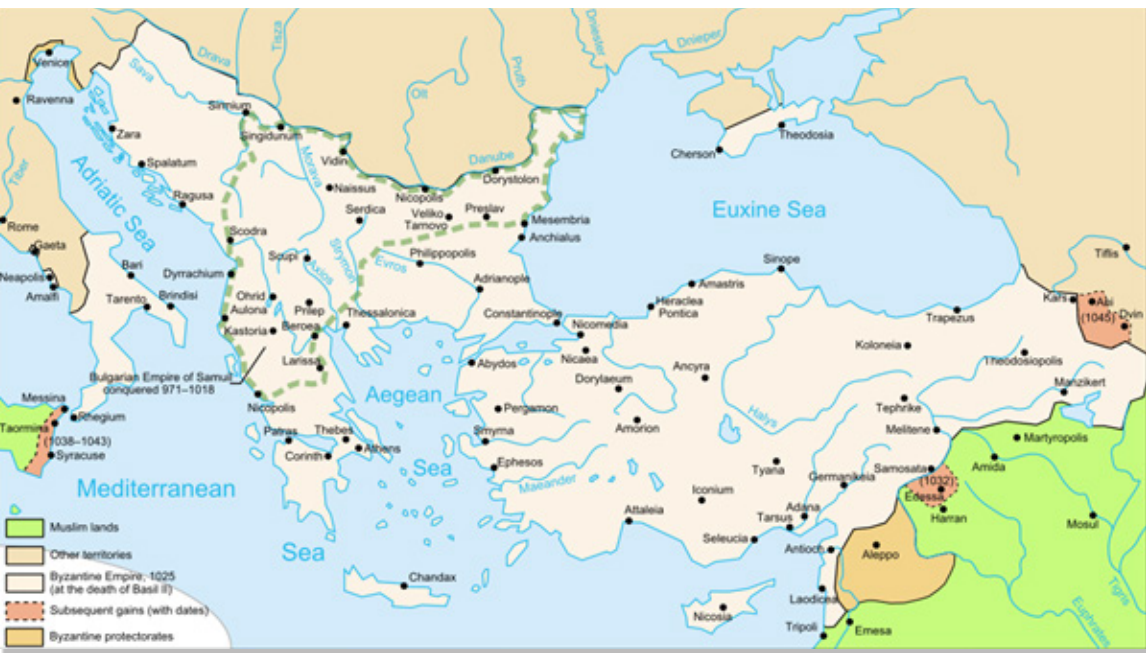 Venice
Ravenna
Tiber
Rome
Gaeta
Neapolis
Amalfi
Zara
Spalatum
Ragusa
Adriatic Sea
Bari
Tarento
Brindisi
Drava
Sava
Tisza
Olt
Pruth
Dniester
Dnieper
Sirmium
Singidunum
Morava
Vidin
Danube
Naissus
Nicopolis
Dorystolon
Serdica
Veliko
Tarnovo
Preslav
Mesembria
Anchialus
Scodra
Scupi
Axios
Strymon
Evros
Philippopolis
Dyrrachium
Adrianople
Ohrid
Aulona
Prilep
Thessalonica
Constantinople
Kastoria
Beroea
Larissa
Bulgarian Empire of Samuil
conquered 971–1018
Nicopolis
Patras
Thebes
Corinth
Athens
Messina
Rhegium
Taormina
(1038–1043)
Syracuse
Mediterranean
Sea
Aegean
Sea
Chandax
Cherson
Theodosia
Euxine Sea
Sinope
Amastris
Heraclea
Pontica
Nicomedia
Nicaea
Abydos
Dorylaeum
Ancyra
Pergamon
Smyrna
Amorion
Ephesos
Maeander
Halys
Iconium
Attaleia
Tyana
Seleucia
Tarsus
Adana
Germanikeia
Tephrike
Melitene
Koloneia
Trapezus
Tiflis
Kars
Ani
(1045)
Dvin
Theodosiopolis
Manzikert
Martyropolis
Amida
Samosata
(1032)
Edessa
Harran
Mosul
Tigris
Euphrates
Antioch
Aleppo
Laodicea
Nicosia
Tripoli
Emesa
Muslim lands
Other territories
Byzantine Empire, 1025
(at the death of Basil II)
Subsequent gains (with dates)
Byzantine protectorates